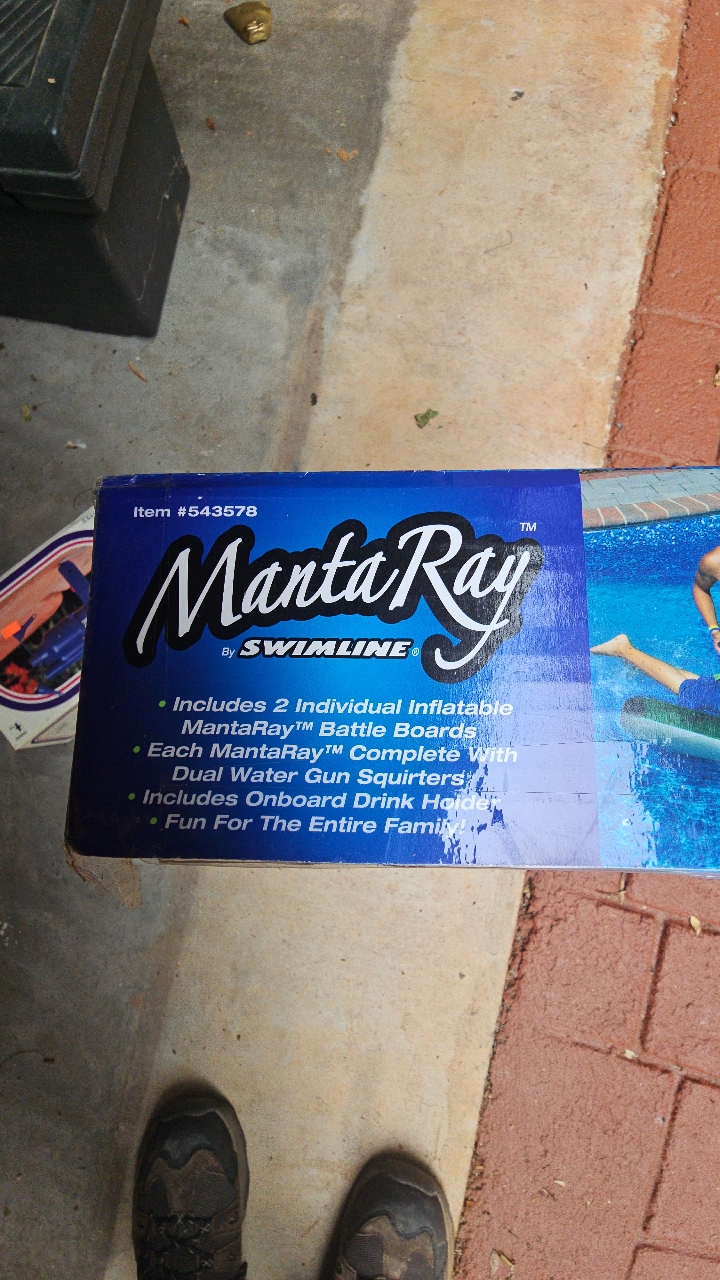 Item #543578
MantaRay™
By SWIMLINE®
• Includes 2 Individual Inflatable
MantaRay™ Battle Boards
• Each MantaRay™ Complete With
Dual Water Gun Squirters
• Includes Onboard Drink Holder
• Fun For The Entire Family!